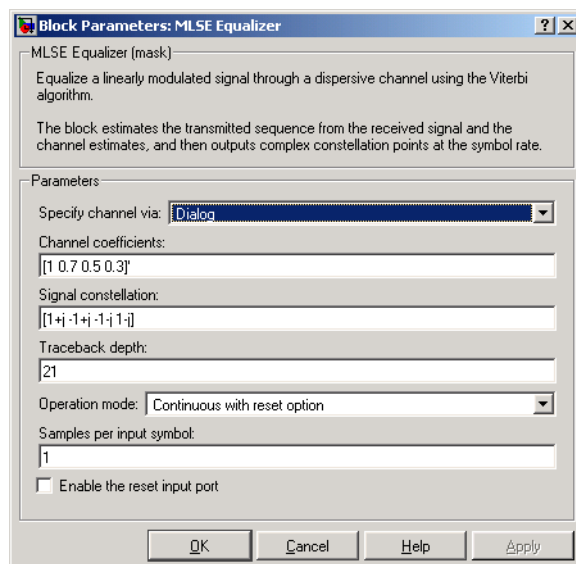 Block Parameters: MLSE Equalizer
MLSE Equalizer (mask)
Equalize a linearly modulated signal through a dispersive channel using the Viterbi
algorithm.
The block estimates the transmitted sequence from the received signal and the
channel estimates, and then outputs complex constellation points at the symbol rate.
Parameters
Specify channel via: Dialog
Channel coefficients:
[1 0.7 0.5 0.3]'
Signal constellation:
[1+j -1+j -1-j 1-j]
Traceback depth:
21
Operation mode: Continuous with reset option
Samples per input symbol:
1
Enable the reset input port
OK Cancel Help Apply